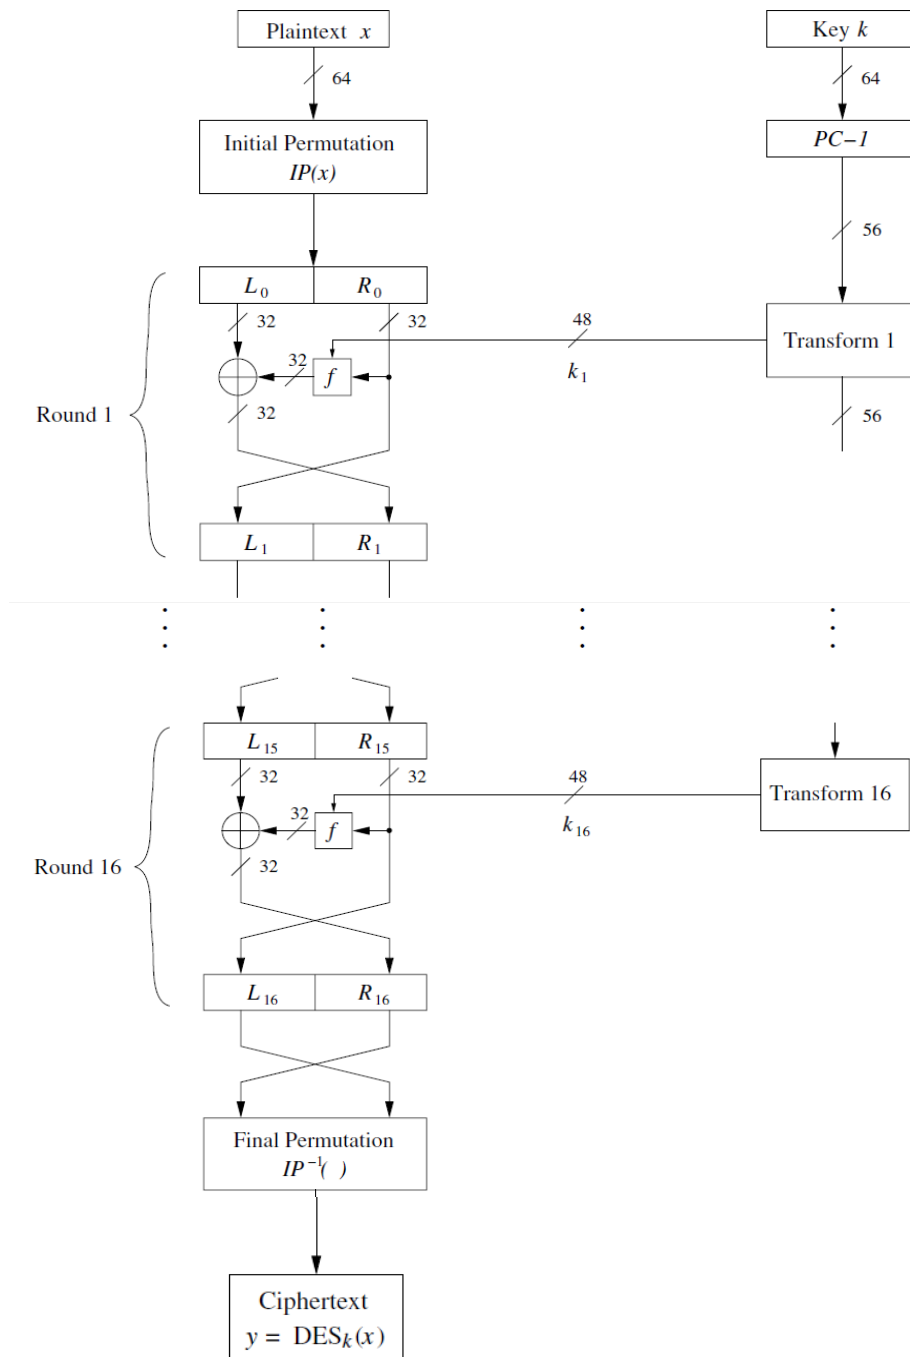 Plaintext x
Key k
64
64
Initial Permutation
IP(x)
PC–1
56
L0 R0
32
32
48
Transform 1
32
f
k1
32
56
Round 1
L1 R1
L15 R15
32
32
48
Transform 16
32
f
k16
32
Round 16
L16 R16
Final Permutation
IP⁻¹( )
Ciphertext
y = DESk(x)